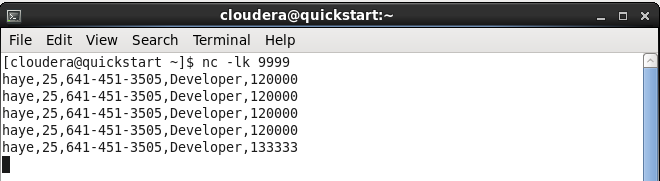 cloudera@quickstart:~
File Edit View Search Terminal Help
[cloudera@quickstart ~]$ nc -lk 9999
haye,25,641-451-3505,Developer,120000
haye,25,641-451-3505,Developer,120000
haye,25,641-451-3505,Developer,120000
haye,25,641-451-3505,Developer,120000
haye,25,641-451-3505,Developer,133333